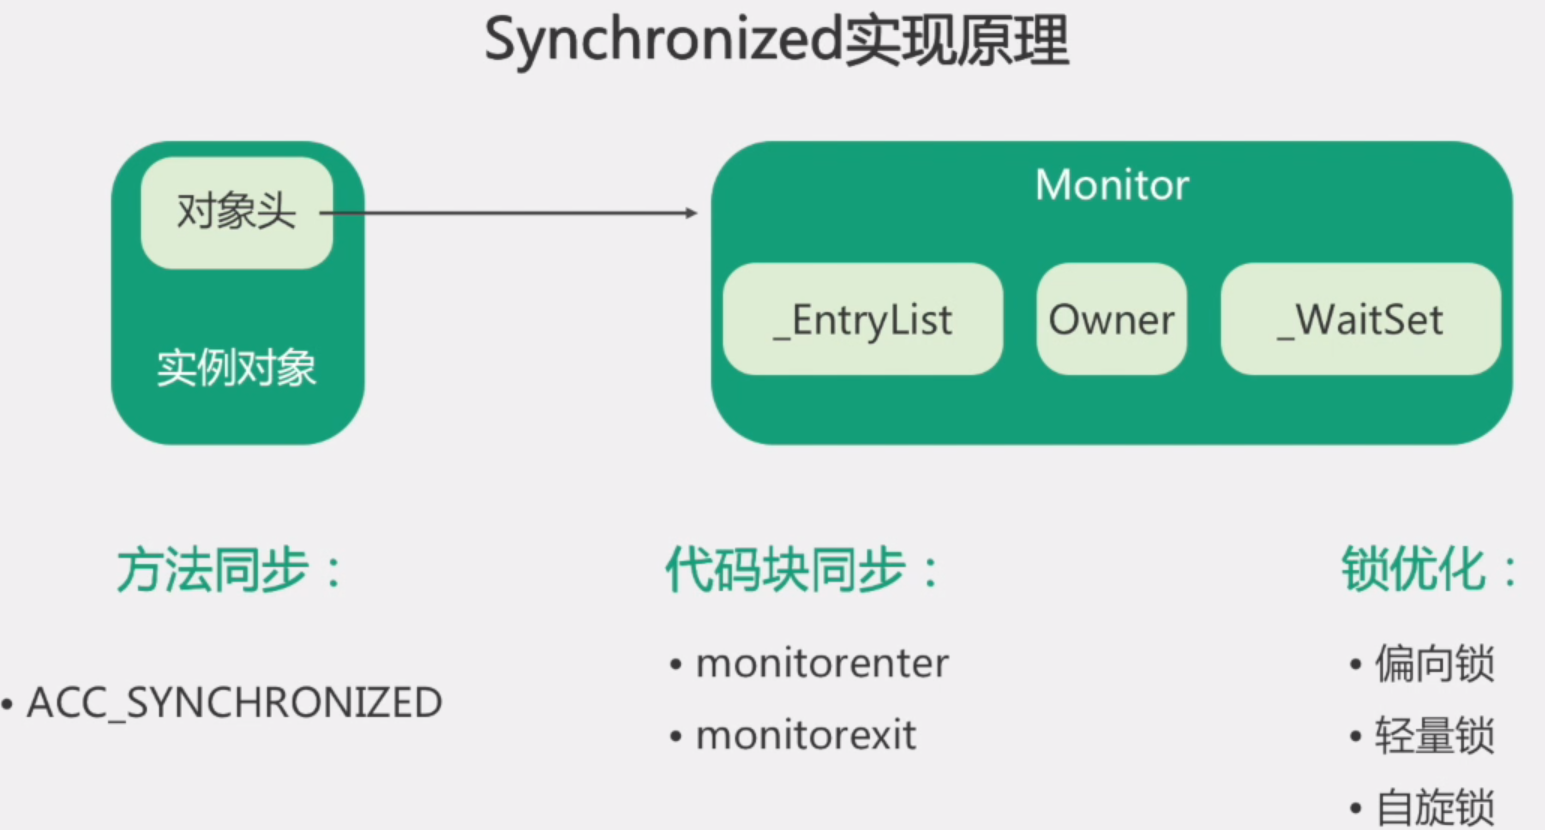 Synchronized实现原理
对象头
实例对象
Monitor
_EntryList
Owner
_WaitSet
方法同步：
• ACC_SYNCHRONIZED
代码块同步：
• monitorenter
• monitorexit
锁优化：
• 偏向锁
• 轻量锁
• 自旋锁